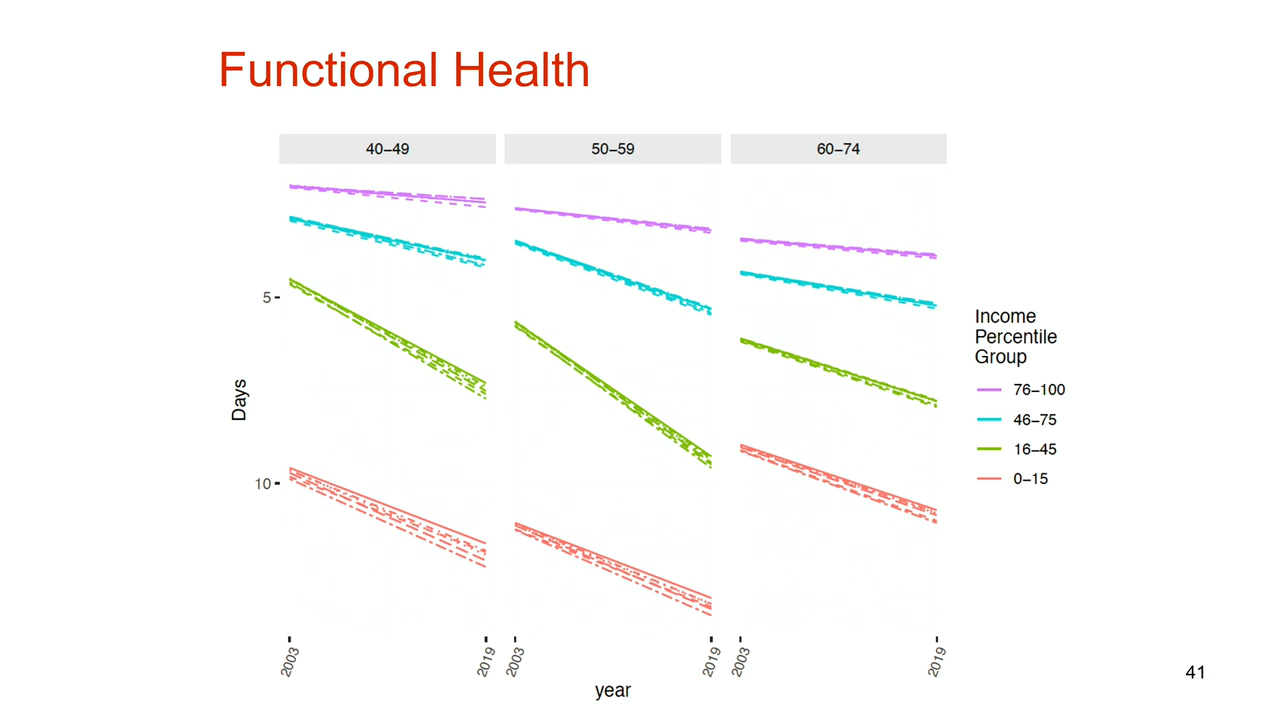 Functional Health
40–49
50–59
60–74
5
10
Days
2003
2019
2003
2019
2003
2019
year
Income
Percentile
Group
76–100
46–75
16–45
0–15
41